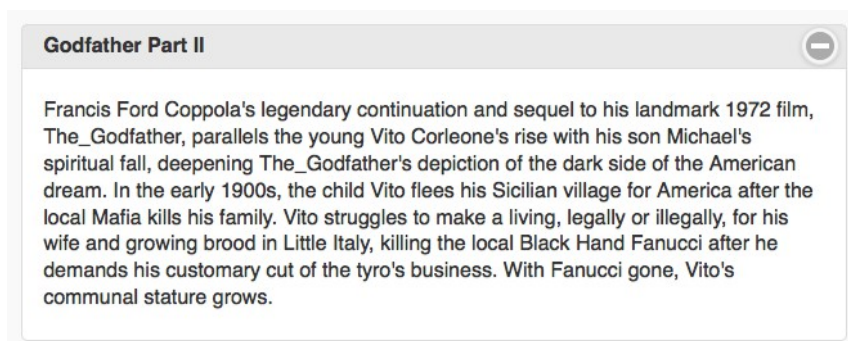 Godfather Part II
Francis Ford Coppola's legendary continuation and sequel to his landmark 1972 film,
The_Godfather, parallels the young Vito Corleone's rise with his son Michael's
spiritual fall, deepening The_Godfather's depiction of the dark side of the American
dream. In the early 1900s, the child Vito flees his Sicilian village for America after the
local Mafia kills his family. Vito struggles to make a living, legally or illegally, for his
wife and growing brood in Little Italy, killing the local Black Hand Fanucci after he
demands his customary cut of the tyro's business. With Fanucci gone, Vito's
communal stature grows.